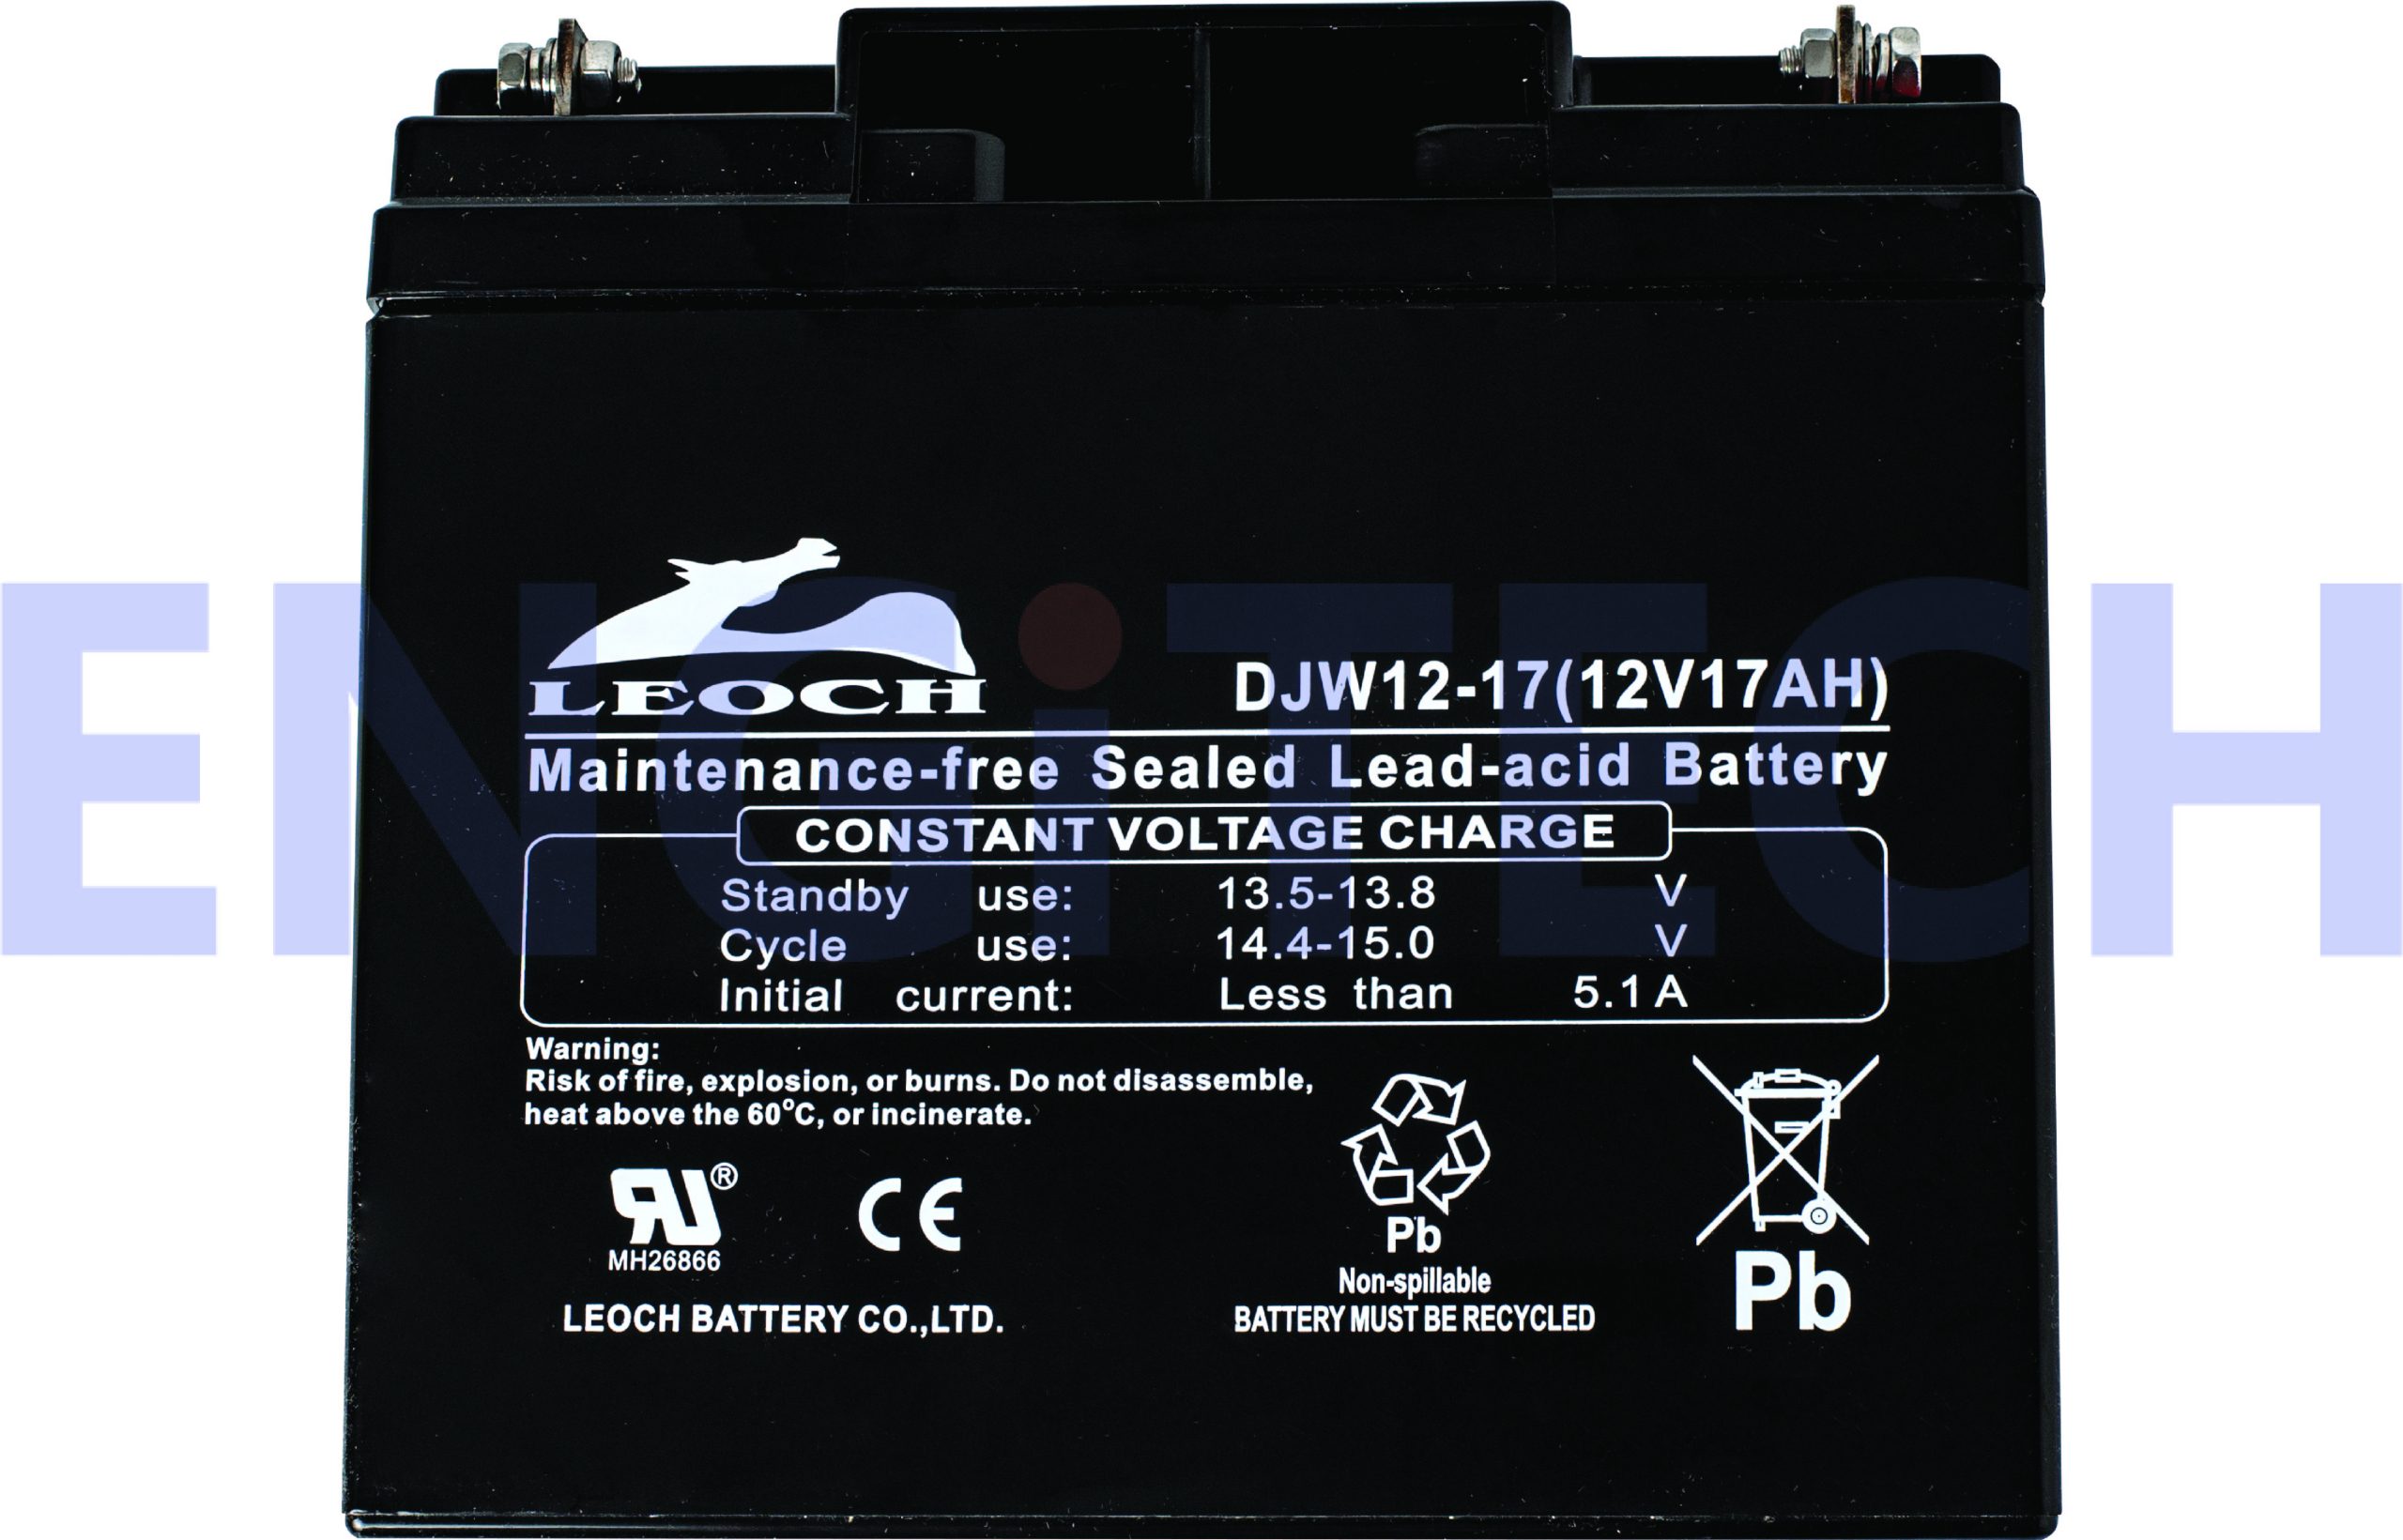 LEOCH
DJW12-17(12V17AH)
Maintenance-free Sealed Lead-acid Battery
CONSTANT VOLTAGE CHARGE
Standby use: 13.5-13.8 V
Cycle use: 14.4-15.0 V
Initial current: Less than 5.1A
Warning:
Risk of fire, explosion, or burns. Do not disassemble,
heat above the 60°C, or incinerate.
RU®
MH26866
CE
LEOCH BATTERY CO.,LTD.
Pb
Non-spillable
BATTERY MUST BE RECYCLED
Pb
ENGiTECH